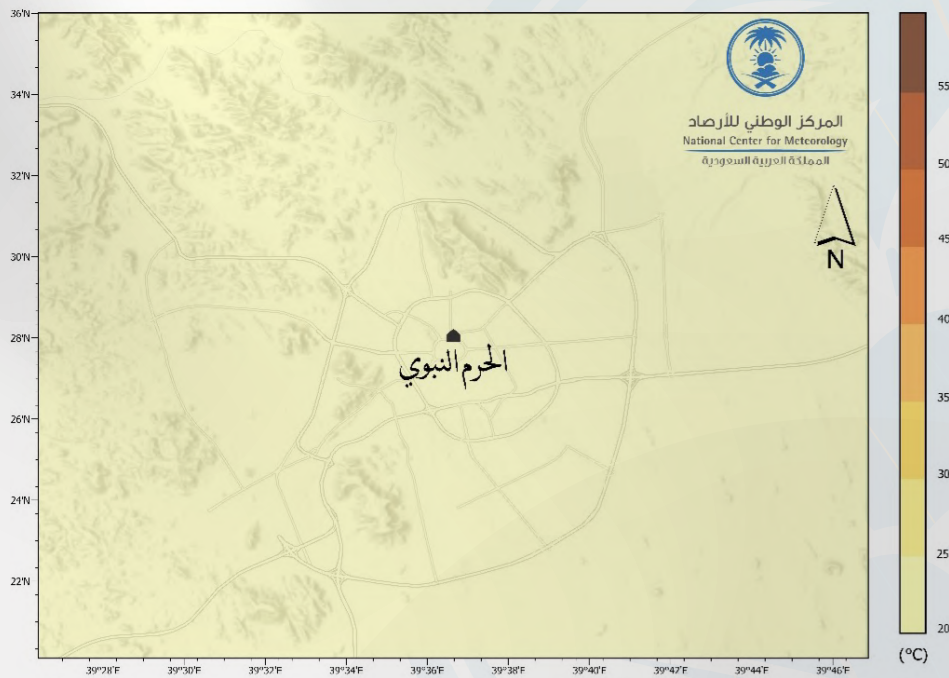 المركز الوطني للأرصاد
National Center for Meteorology
المملكة العربية السعودية
N
الحرم النبوي
36'N
34'N
32'N
30'N
28'N
26'N
24'N
22'N
39°28'E 39°30'E 39°32'E 39°34'E 39°36'E 39°38'E 39°40'E 39°42'E 39°44'E 39°46'E
55
50
45
40
35
30
25
20
(°C)